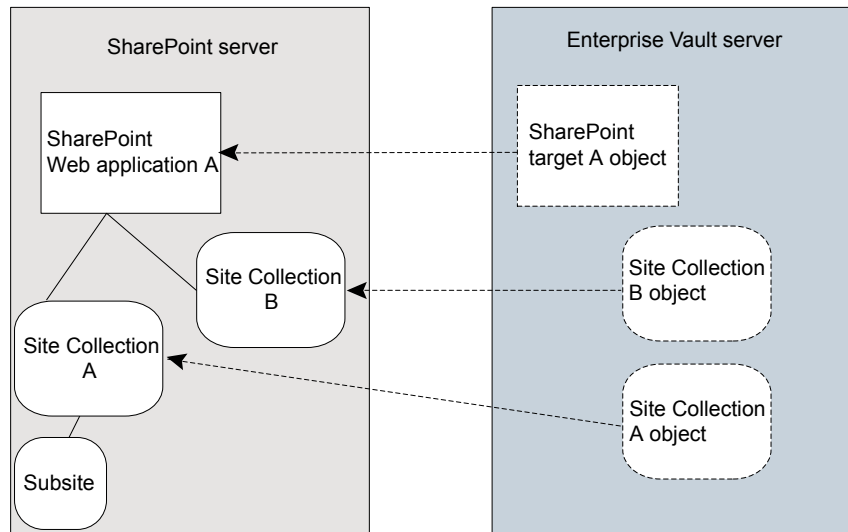 SharePoint server
SharePoint
Web application A
Site Collection
B
Site Collection
A
Subsite
Enterprise Vault server
SharePoint
target A object
Site Collection
B object
Site Collection
A object